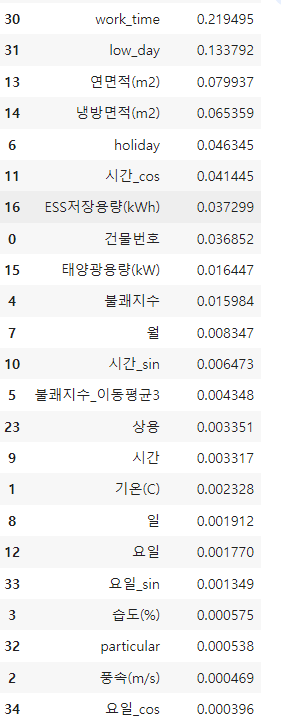 30 work_time 0.219495
31 low_day 0.133792
13 연면적(m2) 0.079937
14 냉방면적(m2) 0.065359
6 holiday 0.046345
11 시간_cos 0.041445
16 ESS저장용량(kWh) 0.037299
0 건물번호 0.036852
15 태양광용량(kW) 0.016447
4 불쾌지수 0.015984
7 월 0.008347
10 시간_sin 0.006473
5 불쾌지수_이동평균3 0.004348
23 상용 0.003351
9 시간 0.003317
1 기온(C) 0.002328
8 일 0.001912
12 요일 0.001770
33 요일_sin 0.001349
3 습도(%) 0.000575
32 particular 0.000538
2 풍속(m/s) 0.000469
34 요일_cos 0.000396